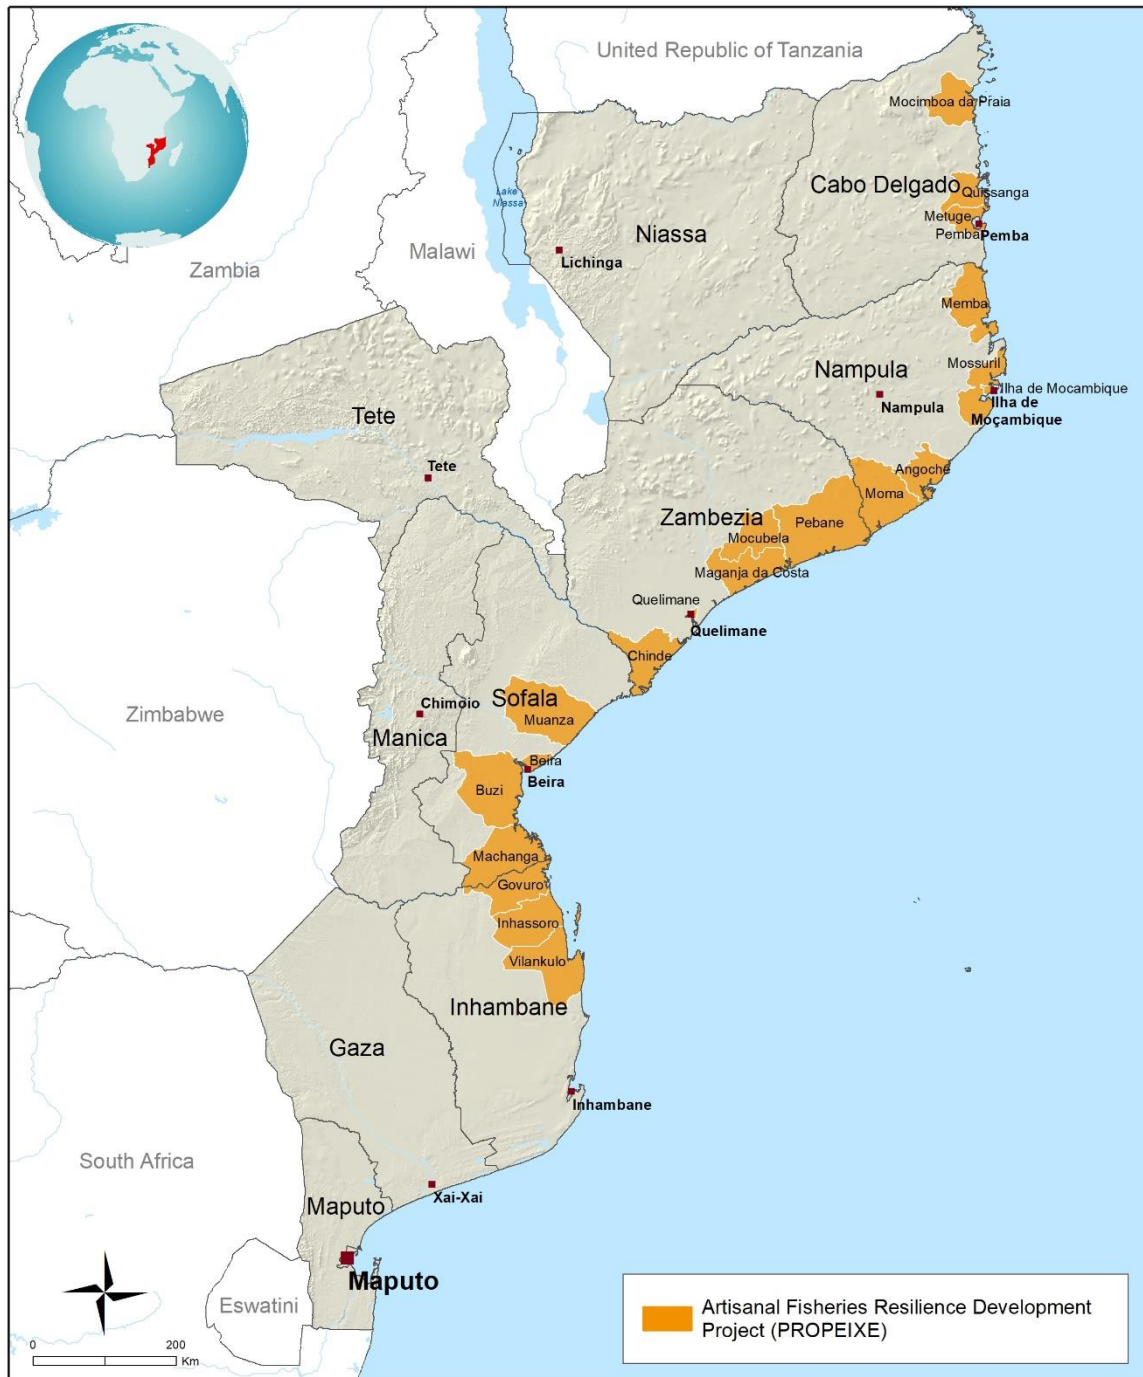 United Republic of Tanzania
Mocimboa da Praia
Cabo Delgado
Quissanga
Lake
Niassa
Metuge
Pemba
Pemba
Niassa
Malawi
Lichinga
Zambia
Memba
Mossuril
Nampula
Ilha de Mocambique
Nampula
Ilha de
Moçambique
Tete
Tete
Angoche
Moma
Zambezia
Pebane
Mocubela
Maganja da Costa
Quelimane
Quelimane
Chinde
Sofala
Chimoio
Muanza
Zimbabwe
Manica
Beira
Beira
Buzi
Machanga
Govuro
Inhassoro
Vilankulo
Inhambane
Gaza
Inhambane
South Africa
Xai-Xai
Maputo
Maputo
Eswatini
0 200
Km
Artisanal Fisheries Resilience Development
Project (PROPEIXE)